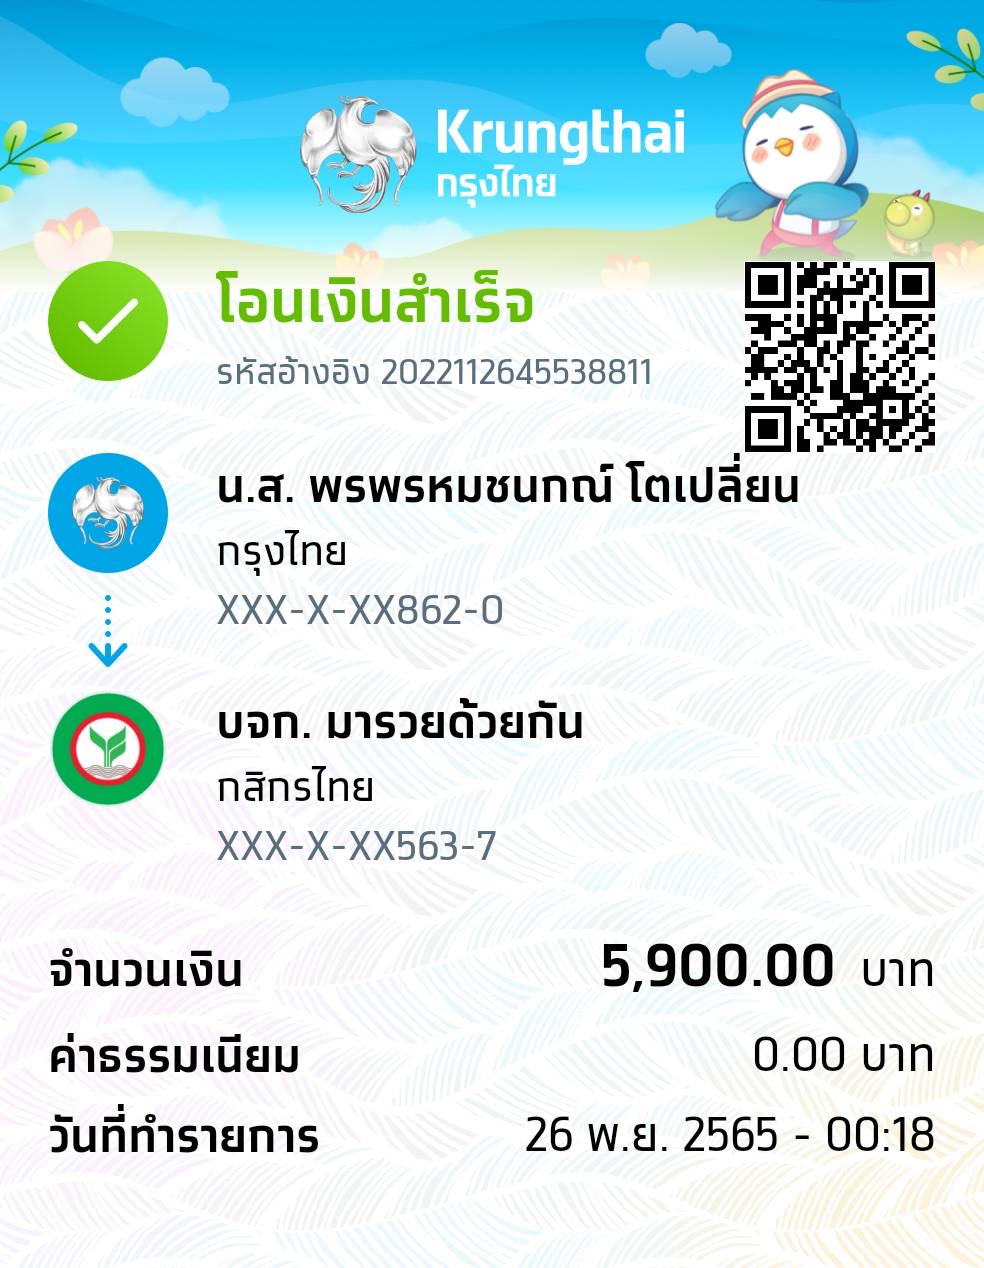 Krungthai
กรุงไทย
โอนเงินสำเร็จ
รหัสอ้างอิง 2022112645538811
น.ส. พรพรหมชนกณ์ โตเปลี่ยน
กรุงไทย
XXX-X-XX862-0
บจก. มารวยด้วยกัน
กสิกรไทย
XXX-X-XX563-7
จำนวนเงิน 5,900.00 บาท
ค่าธรรมเนียม 0.00 บาท
วันที่ทำรายการ 26 พ.ย. 2565 - 00:18